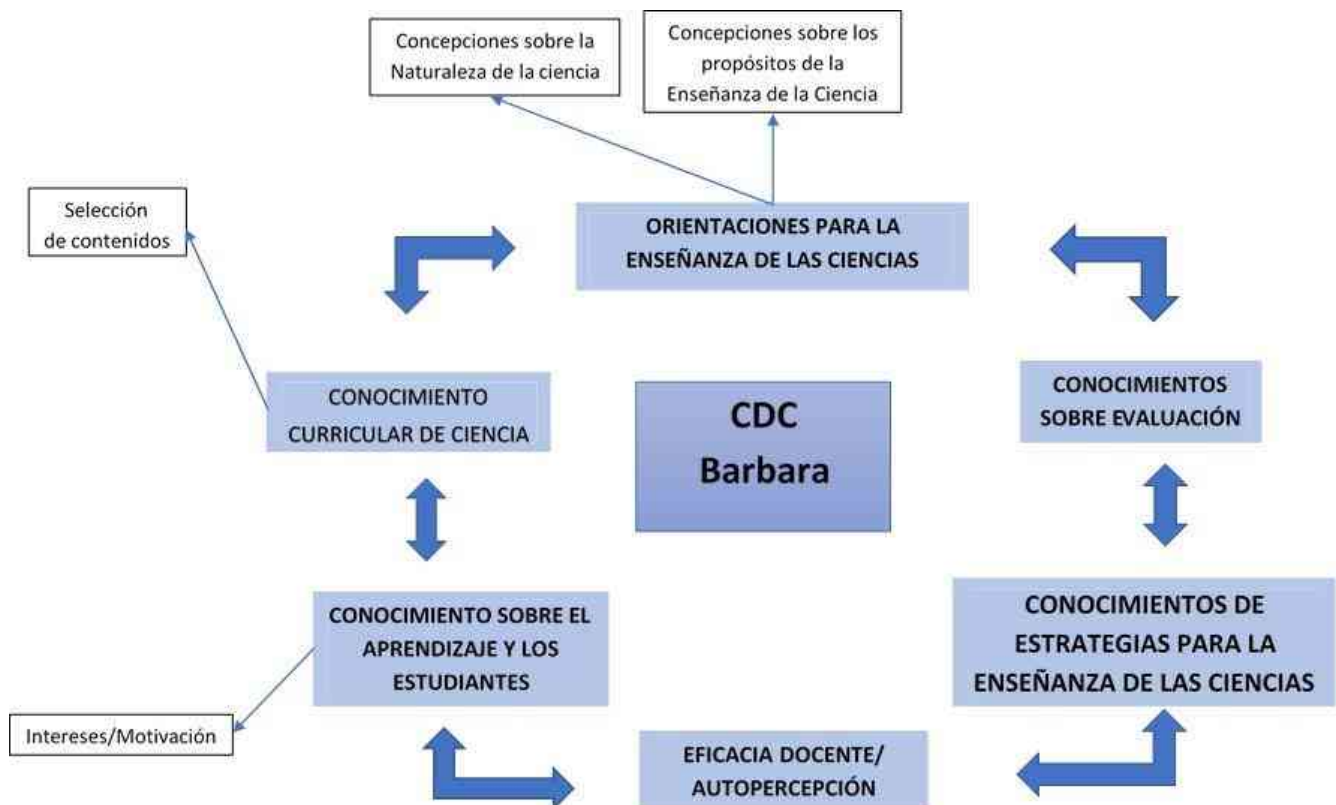 Concepciones sobre la
Naturaleza de la ciencia
Concepciones sobre los
propósitos de la
Enseñanza de la Ciencia
Selección
de contenidos
ORIENTACIONES PARA LA
ENSEÑANZA DE LAS CIENCIAS
CONOCIMIENTO
CURRICULAR DE CIENCIA
CDC
Barbara
CONOCIMIENTOS
SOBRE EVALUACIÓN
CONOCIMIENTO SOBRE EL
APRENDIZAJE Y LOS
ESTUDIANTES
CONOCIMIENTOS DE
ESTRATEGIAS PARA LA
ENSEÑANZA DE LAS CIENCIAS
Intereses/Motivación
EFICACIA DOCENTE/
AUTOPERCEPCIÓN